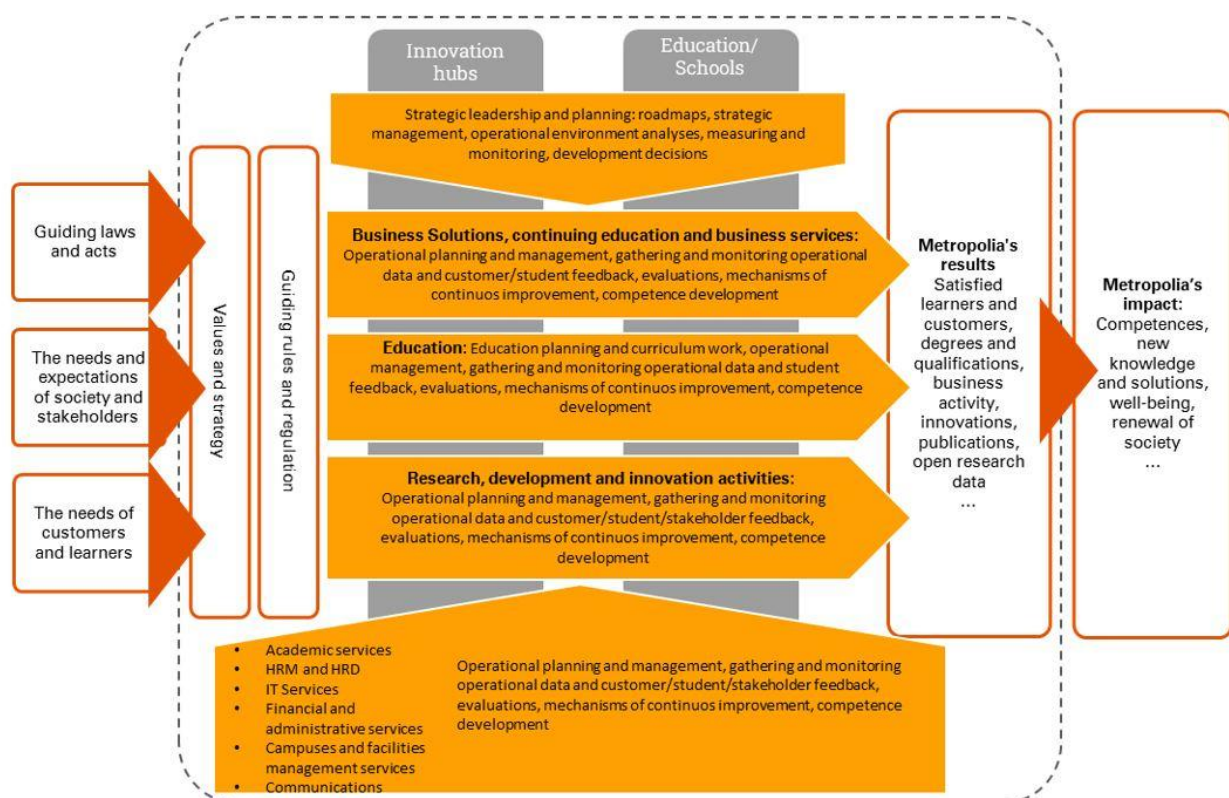 Innovation
hubs
Education/
Schools
Strategic leadership and planning: roadmaps, strategic
management, operational environment analyses, measuring and
monitoring, development decisions
Guiding laws
and acts
The needs and
expectations
of society and
stakeholders
The needs of
customers
and learners
Values and strategy
Guiding rules and regulation
Business Solutions, continuing education and business services:
Operational planning and management, gathering and monitoring operational
data and customer/student feedback, evaluations, mechanisms of
continuos improvement, competence development
Education: Education planning and curriculum work, operational
management, gathering and monitoring operational data and student
feedback, evaluations, mechanisms of continuos improvement, competence
development
Research, development and innovation activities:
Operational planning and management, gathering and monitoring
operational data and customer/student/stakeholder feedback,
evaluations, mechanisms of continuos improvement, competence
development
Metropolia's
results
Satisfied
learners and
customers,
degrees and
qualifications,
business
activity,
innovations,
publications,
open research
data
...
Metropolia's
impact:
Competences,
new
knowledge
and solutions,
well-being,
renewal of
society
...
• Academic services
• HRM and HRD
• IT Services
• Financial and
administrative services
• Campuses and facilities
management services
• Communications
Operational planning and management, gathering and monitoring
operational data and customer/student/stakeholder feedback,
evaluations, mechanisms of continuos improvement, competence
development